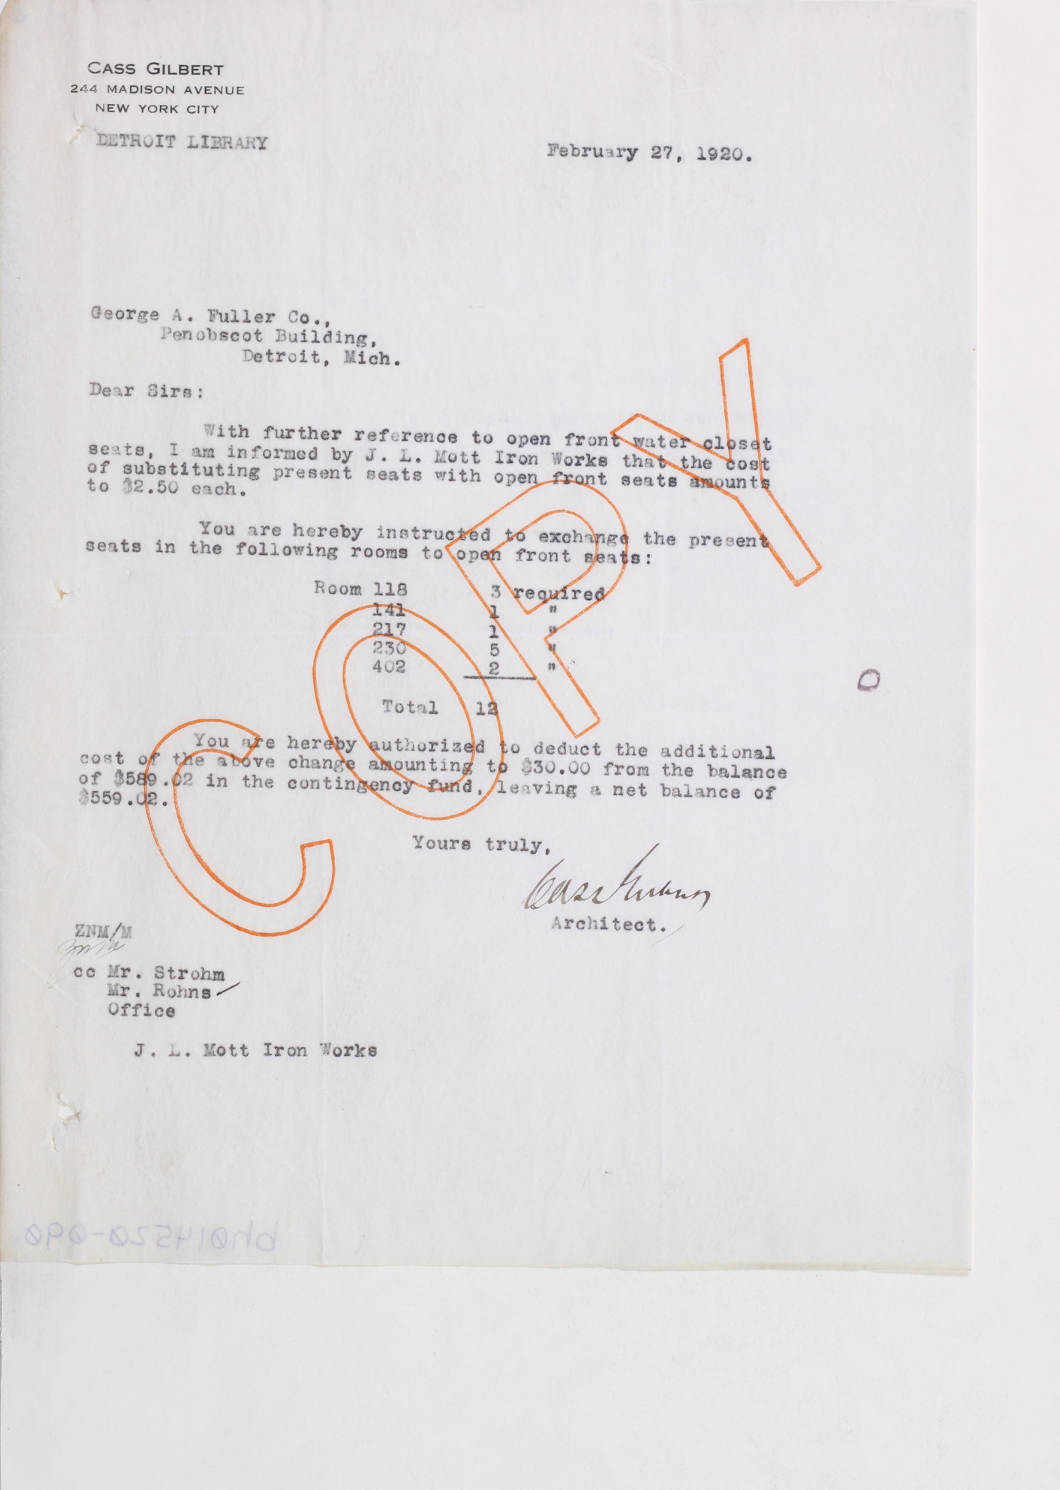 CASS GILBERT
244 MADISON AVENUE
NEW YORK CITY
DETROIT LIBRARY
February 27, 1920.
George A. Fuller Co.,
Penobscot Building,
Detroit, Mich.
Dear Sirs:
With further reference to open front water closet
seats, I am informed by J. L. Mott Iron Works that the cost
of substituting present seats with open front seats amounts
to $2.50 each.
You are hereby instructed to exchange the present
seats in the following rooms to open front seats:
Room 118 3 required
141 1 "
217 1 "
230 5 "
402 2 "
Total 12
You are hereby authorized to deduct the additional
cost of the above change amounting to $30.00 from the balance
of $589.02 in the contingency fund, leaving a net balance of
$559.02.
COPY
Yours truly,
Cass Gilbert
Architect.
ZNM/M
cc Mr. Strohm
Mr. Rohns
Office
J. L. Mott Iron Works
bh014520-090